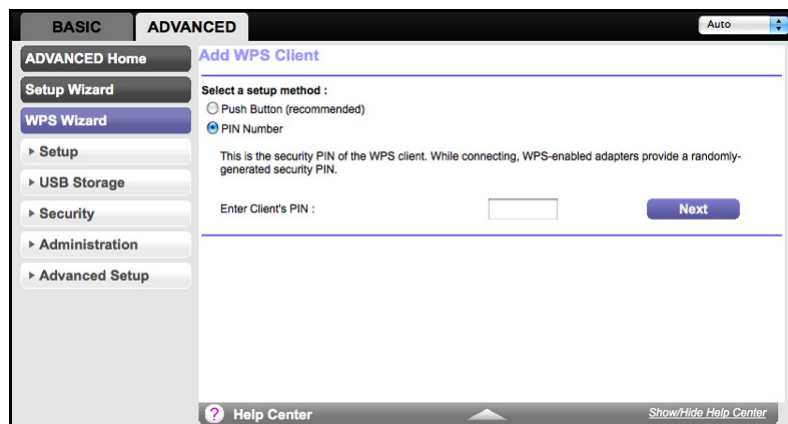 BASIC
ADVANCED
Auto
ADVANCED Home
Setup Wizard
WPS Wizard
Setup
USB Storage
Security
Administration
Advanced Setup
Add WPS Client
Select a setup method :
Push Button (recommended)
PIN Number
This is the security PIN of the WPS client. While connecting, WPS-enabled adapters provide a randomly-
generated security PIN.
Enter Client's PIN :
Next
? Help Center
Show/Hide Help Center